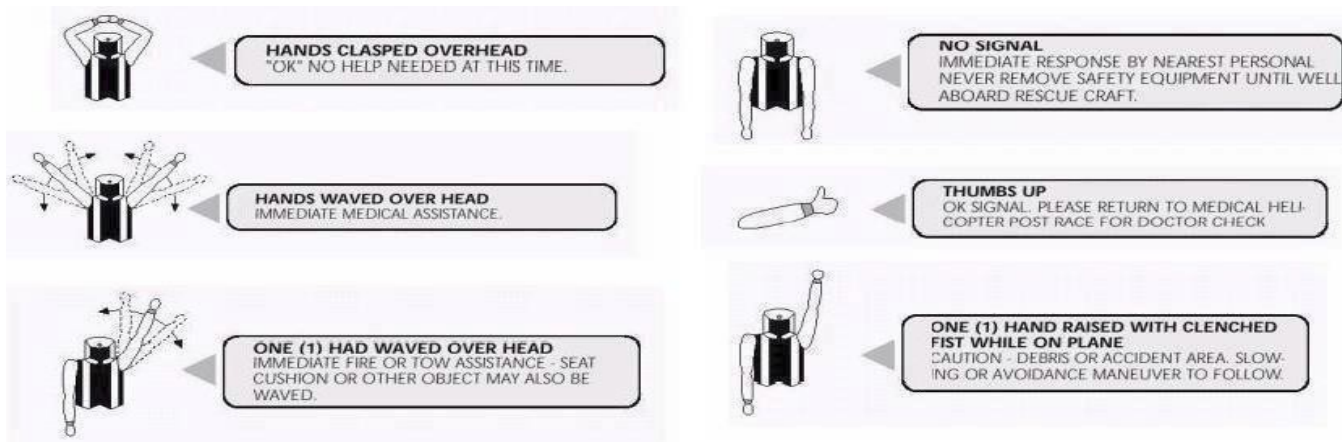 HANDS CLASPED OVERHEAD
"OK" NO HELP NEEDED AT THIS TIME.
HANDS WAVED OVER HEAD
IMMEDIATE MEDICAL ASSISTANCE.
ONE (1) HAD WAVED OVER HEAD
IMMEDIATE FIRE OR TOW ASSISTANCE - SEAT
CUSHION OR OTHER OBJECT MAY ALSO BE
WAVED.
NO SIGNAL
IMMEDIATE RESPONSE BY NEAREST PERSONAL
NEVER REMOVE SAFETY EQUIPMENT UNTIL WELL
ABOARD RESCUE CRAFT.
THUMBS UP
OK SIGNAL. PLEASE RETURN TO MEDICAL HELI-
COPTER POST RACE FOR DOCTOR CHECK
ONE (1) HAND RAISED WITH CLENCHED
FIST WHILE ON PLANE
CAUTION - DEBRIS OR ACCIDENT AREA. SLOW-
ING OR AVOIDANCE MANEUVER TO FOLLOW.